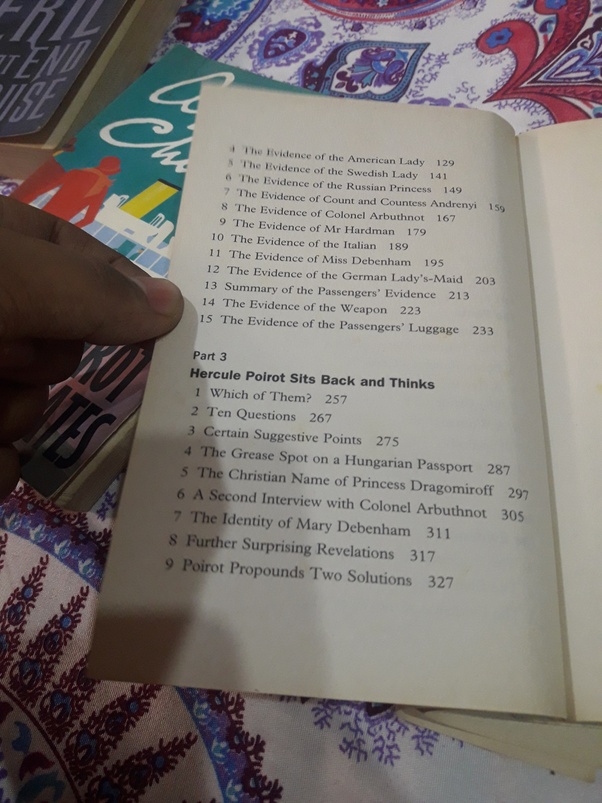 ERIL
AT END
USE
Ag
Ch
4 The Evidence of the American Lady 129
5 The Evidence of the Swedish Lady 141
6 The Evidence of the Russian Princess 149
7 The Evidence of Count and Countess Andrenyi 159
8 The Evidence of Colonel Arbuthnot 167
9 The Evidence of Mr Hardman 179
10 The Evidence of the Italian 189
11 The Evidence of Miss Debenham 195
12 The Evidence of the German Lady's-Maid 203
13 Summary of the Passengers' Evidence 213
14 The Evidence of the Weapon 223
15 The Evidence of the Passengers' Luggage 233
Part 3
Hercule Poirot Sits Back and Thinks
1 Which of Them? 257
2 Ten Questions 267
3 Certain Suggestive Points 275
4 The Grease Spot on a Hungarian Passport 287
5 The Christian Name of Princess Dragomiroff 297
6 A Second Interview with Colonel Arbuthnot 305
7 The Identity of Mary Debenham 311
8 Further Surprising Revelations 317
9 Poirot Propounds Two Solutions 327
ROT
ATES